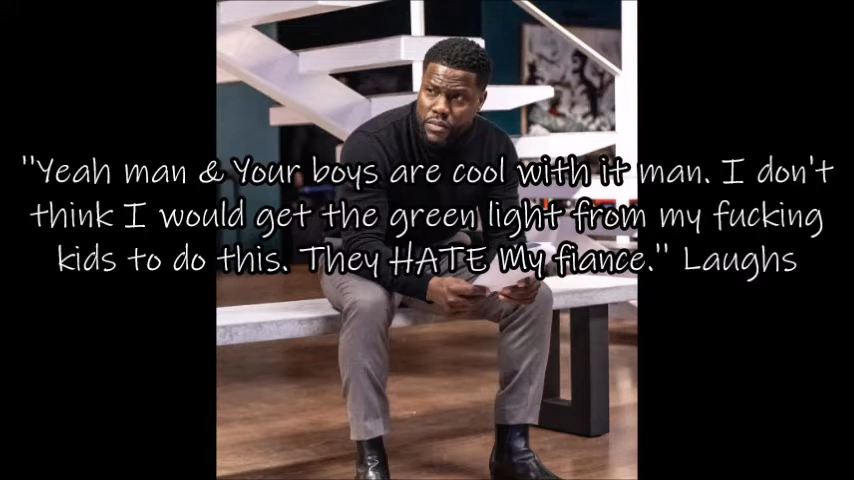 "Yeah man & Your boys are cool with it man. I don't
think I would get the green light from my fucking
kids to do this. They HATE My fiance." Laughs